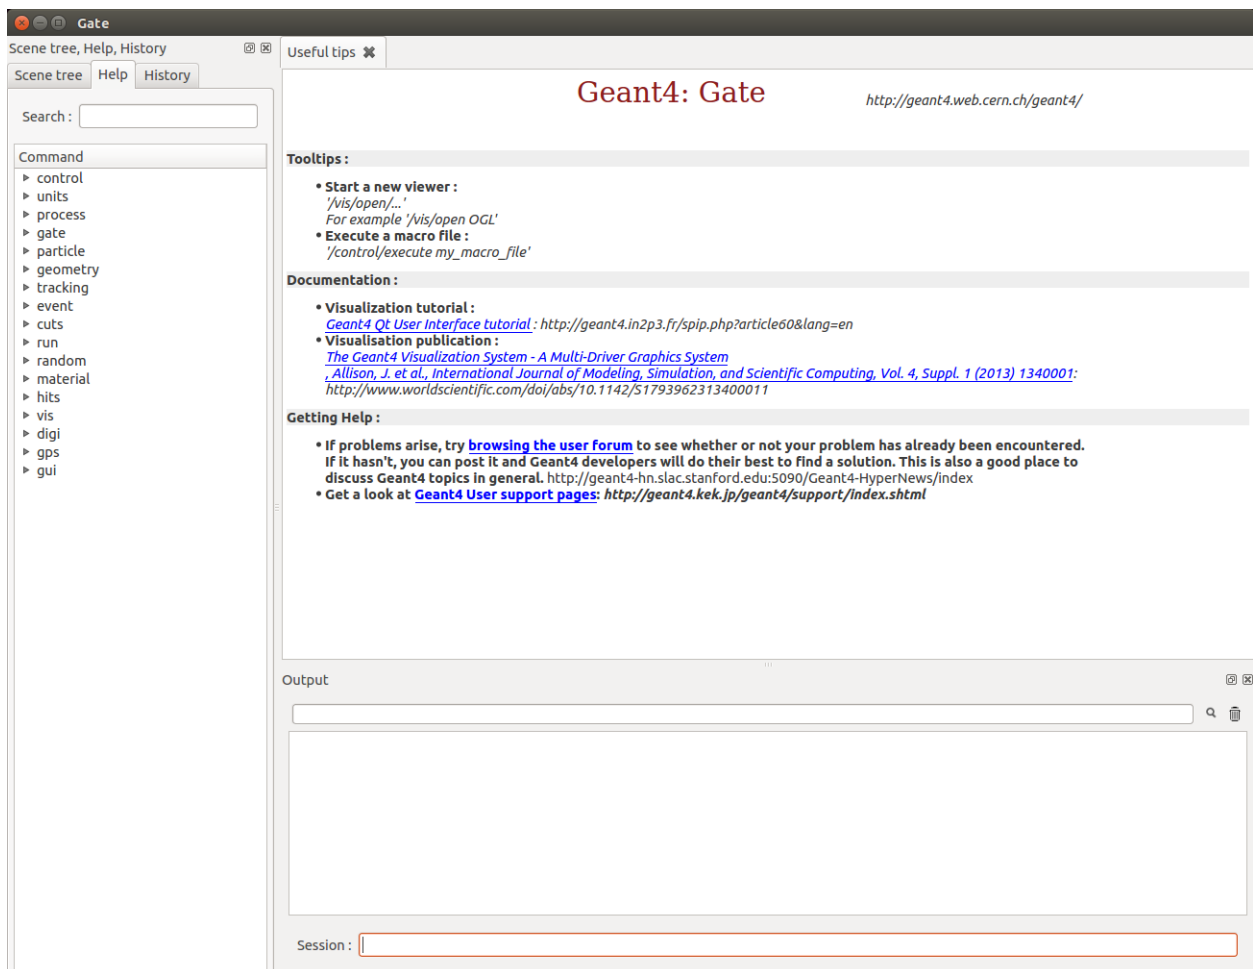 Gate
Scene tree, Help, History
Scene tree
Help
History
Search :
Command
control
units
process
gate
particle
geometry
tracking
event
cuts
run
random
material
hits
vis
digi
gps
gui
Useful tips
Geant4: Gate
http://geant4.web.cern.ch/geant4/
Tooltips :
• Start a new viewer :
'/vis/open/...'
For example '/vis/open OGL'
• Execute a macro file :
'/control/execute my_macro_file'
Documentation :
• Visualization tutorial :
Geant4 Qt User Interface tutorial : http://geant4.in2p3.fr/spip.php?article60&lang=en
• Visualisation publication :
The Geant4 Visualization System - A Multi-Driver Graphics System
, Allison, J. et al., International Journal of Modeling, Simulation, and Scientific Computing, Vol. 4, Suppl. 1 (2013) 1340001:
http://www.worldscientific.com/doi/abs/10.1142/S1793962313400011
Getting Help :
• If problems arise, try browsing the user forum to see whether or not your problem has already been encountered.
If it hasn't, you can post it and Geant4 developers will do their best to find a solution. This is also a good place to
discuss Geant4 topics in general. http://geant4-hn.slac.stanford.edu:5090/Geant4-HyperNews/index
• Get a look at Geant4 User support pages: http://geant4.kek.jp/geant4/support/index.shtml
Output
Session :